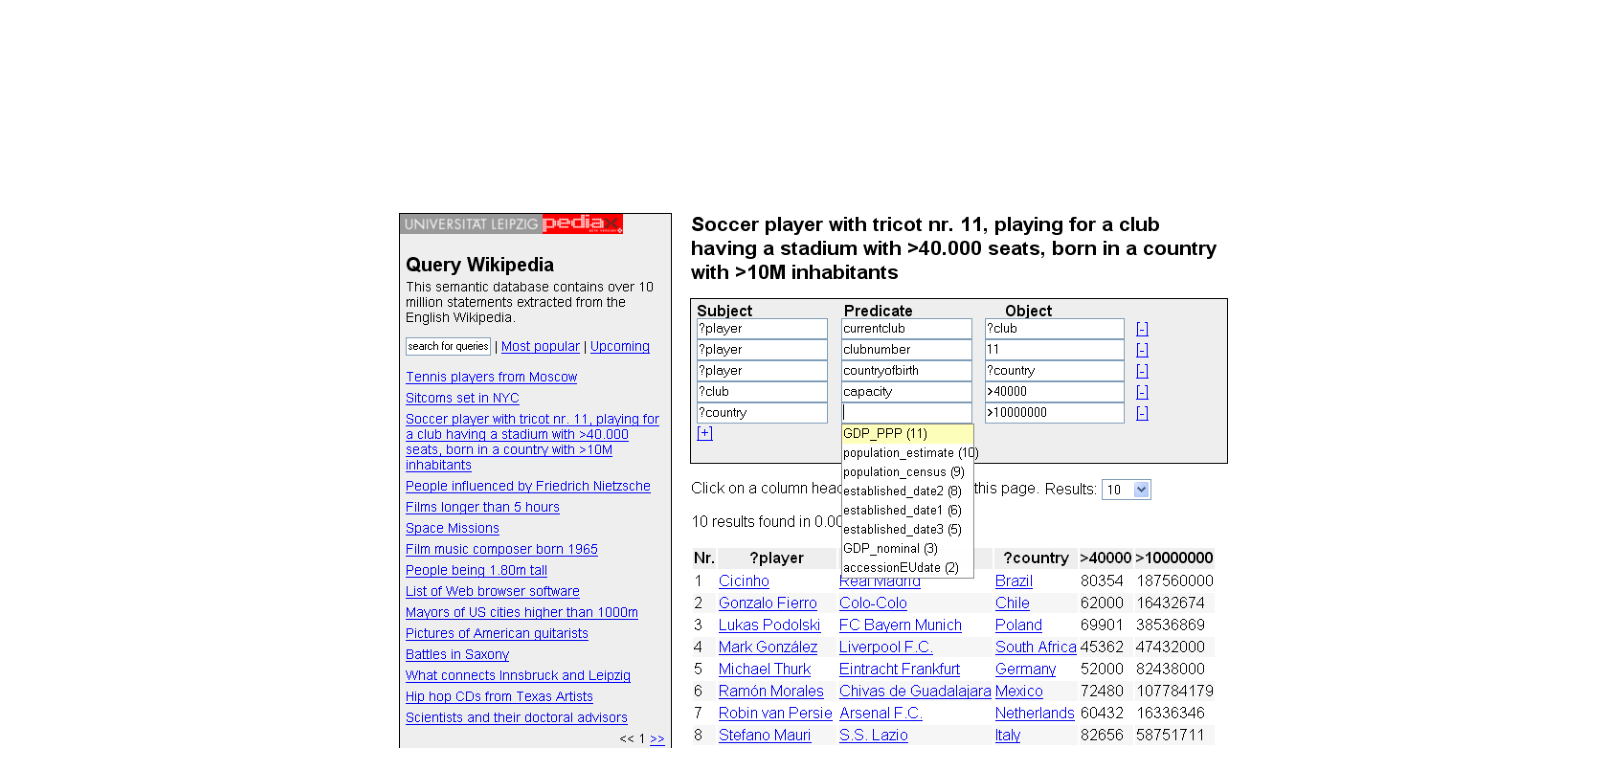 UNIVERSITÄT LEIPZIG pedia
Query Wikipedia
This semantic database contains over 10
million statements extracted from the
English Wikipedia.
search for queries | Most popular | Upcoming
Tennis players from Moscow
Sitcoms set in NYC
Soccer player with tricot nr. 11, playing for
a club having a stadium with >40.000
seats, born in a country with >10M
inhabitants
People influenced by Friedrich Nietzsche
Films longer than 5 hours
Space Missions
Film music composer born 1965
People being 1.80m tall
List of Web browser software
Mayors of US cities higher than 1000m
Pictures of American guitarists
Battles in Saxony
What connects Innsbruck and Leipzig
Hip hop CDs from Texas Artists
Scientists and their doctoral advisors
<< 1 >>
Soccer player with tricot nr. 11, playing for a club
having a stadium with >40.000 seats, born in a country
with >10M inhabitants
Subject Predicate Object
?player currentclub ?club [-]
?player clubnumber 11 [-]
?player countryofbirth ?country [-]
?club capacity >40000 [-]
?country >10000000 [-]
[+]
GDP_PPP (11)
population_estimate (10)
population_census (9)
established_date2 (8)
established_date1 (6)
established_date3 (5)
GDP_nominal (3)
accessionEUdate (2)
Click on a column head this page. Results: 10
10 results found in 0.00
Nr. ?player ?country >40000 >10000000
1 Cicinho Real Madrid Brazil 80354 187560000
2 Gonzalo Fierro Colo-Colo Chile 62000 16432674
3 Lukas Podolski FC Bayern Munich Poland 69901 38536869
4 Mark González Liverpool F.C. South Africa 45362 47432000
5 Michael Thurk Eintracht Frankfurt Germany 52000 82438000
6 Ramón Morales Chivas de Guadalajara Mexico 72480 107784179
7 Robin van Persie Arsenal F.C. Netherlands 60432 16336346
8 Stefano Mauri S.S. Lazio Italy 82656 58751711